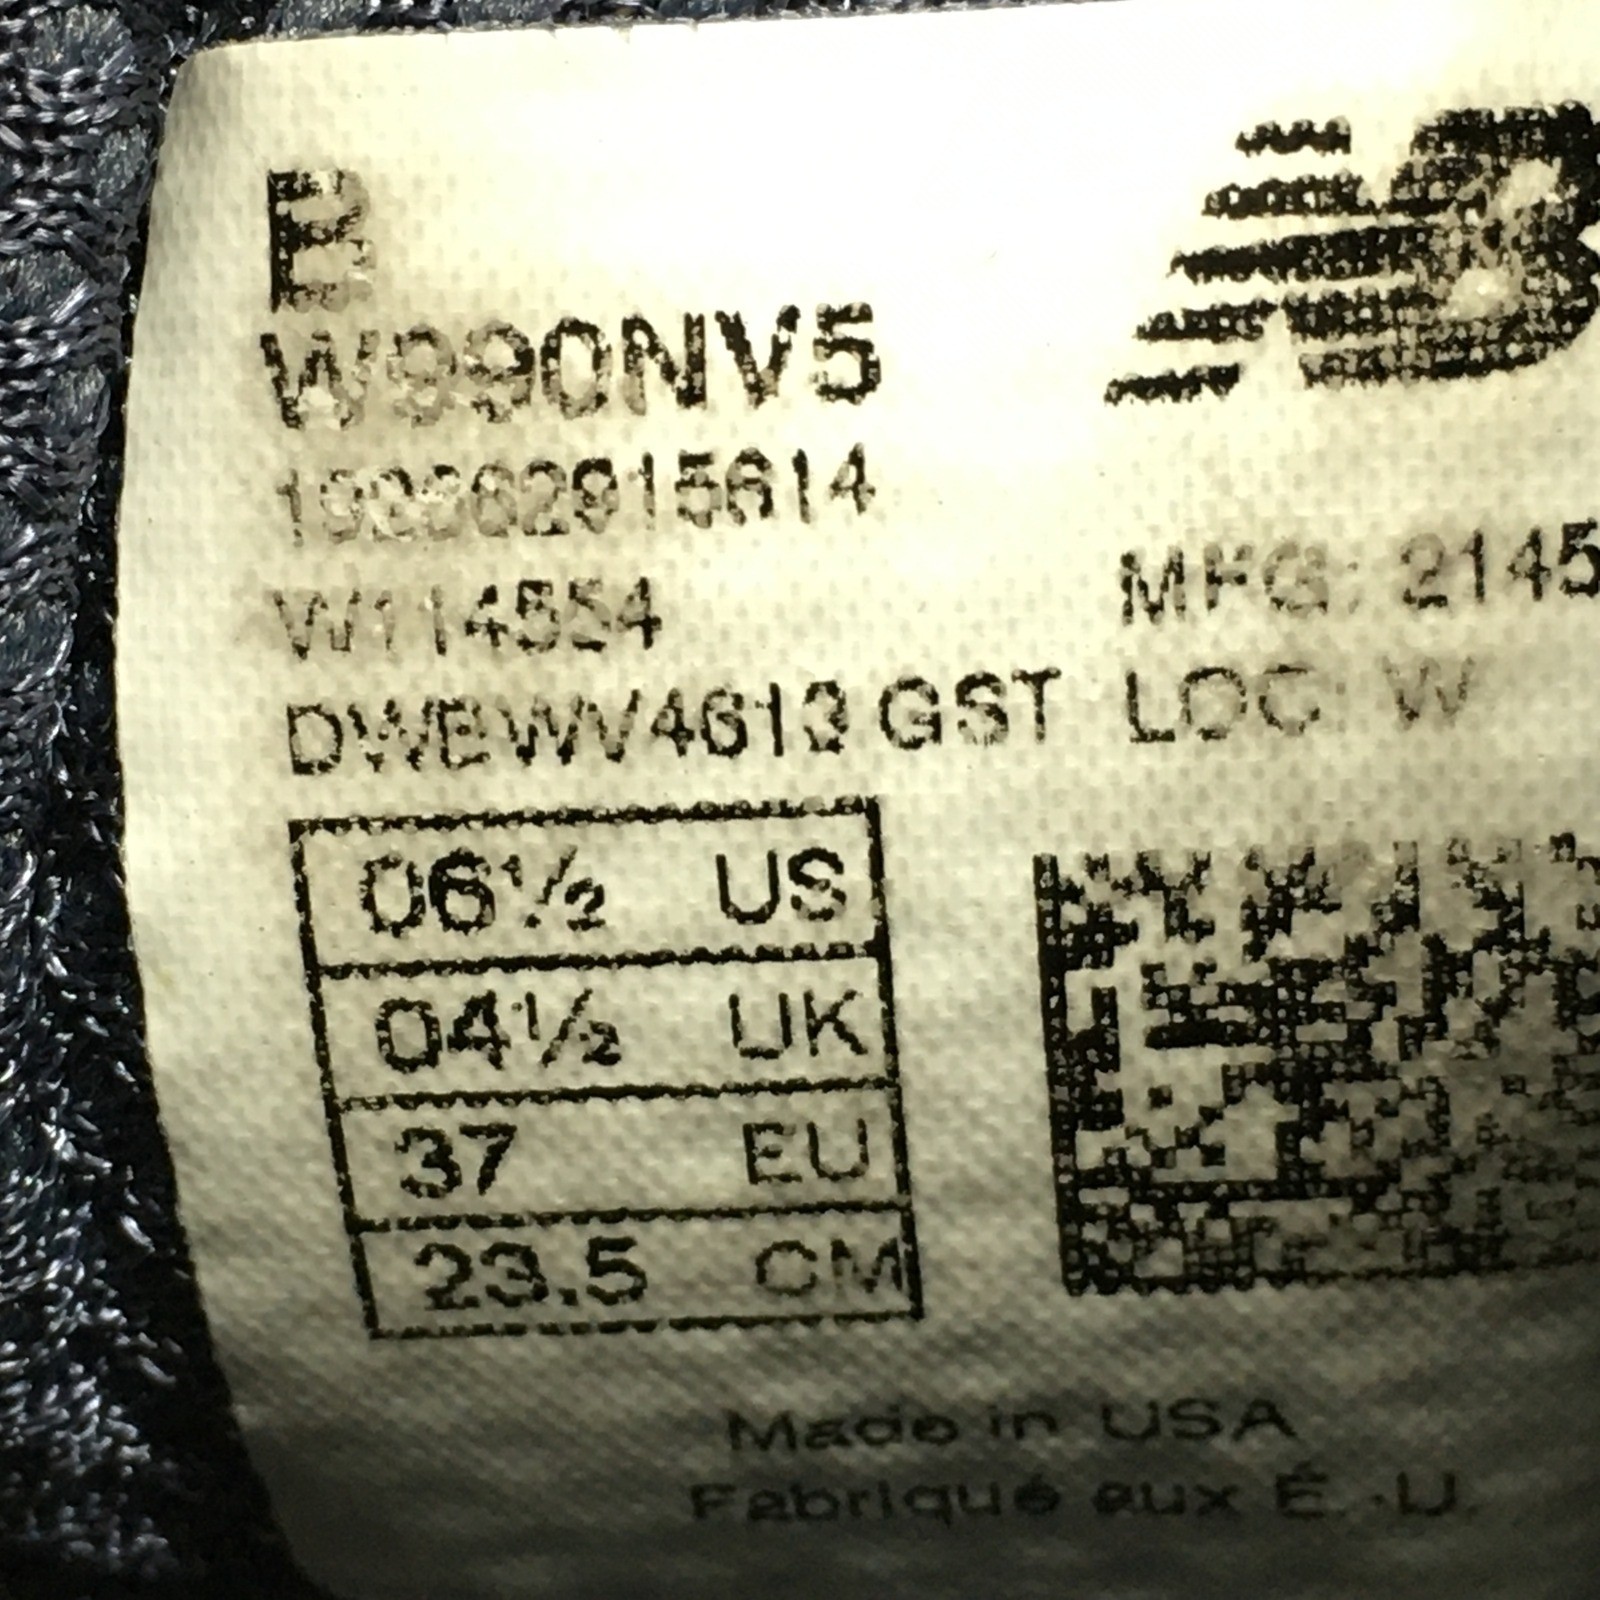 B
W990NV5
W114554
GST LOC: W
MFG: 2145
06½ US
04½ UK
37 EU
23.5 CM
Made in USA
Fabriqué aux É.-U.